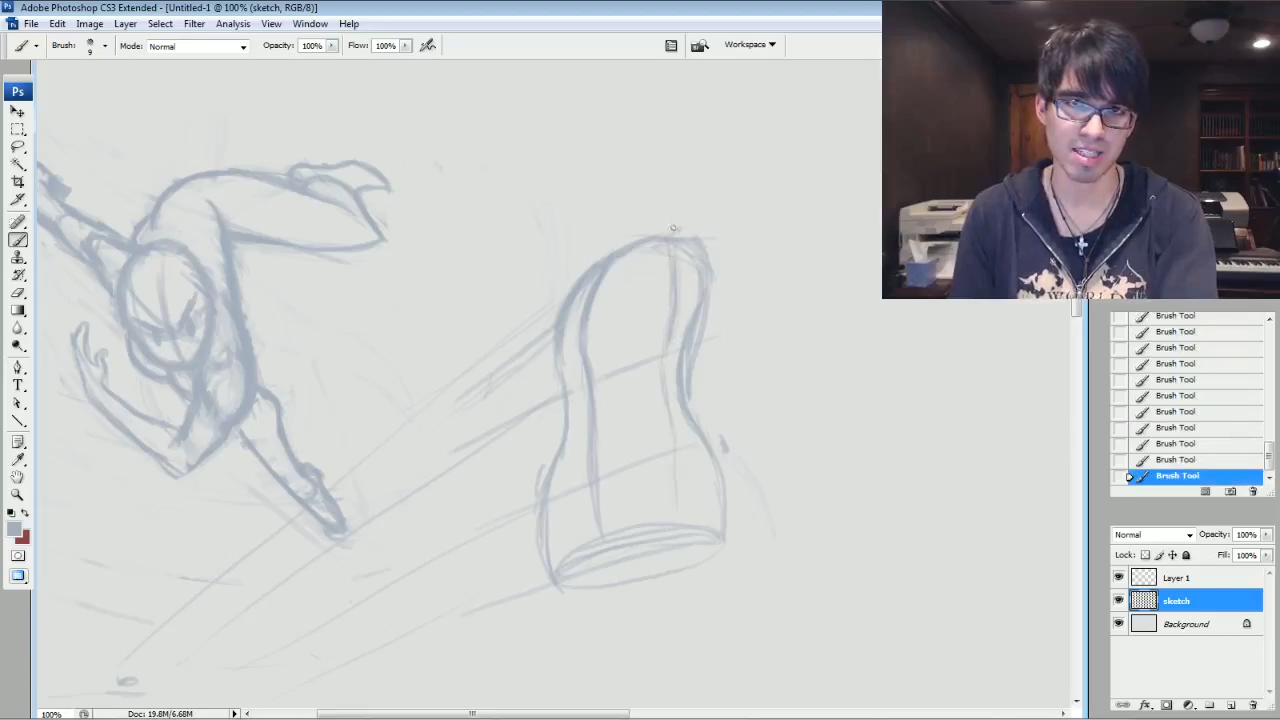 Adobe Photoshop CS3 Extended - [Untitled-1 @ 100% (sketch, RGB/8)]
File Edit Image Layer Select Filter Analysis View Window Help
Brush: 9 Mode: Normal Opacity: 100% Flow: 100% Workspace
Ps
WORLD
Brush Tool
Brush Tool
Brush Tool
Brush Tool
Brush Tool
Brush Tool
Brush Tool
Brush Tool
Brush Tool
Brush Tool
Brush Tool
Normal Opacity: 100%
Lock: Fill: 100%
Layer 1
sketch
Background
100% Doc: 19.8M/6.68M